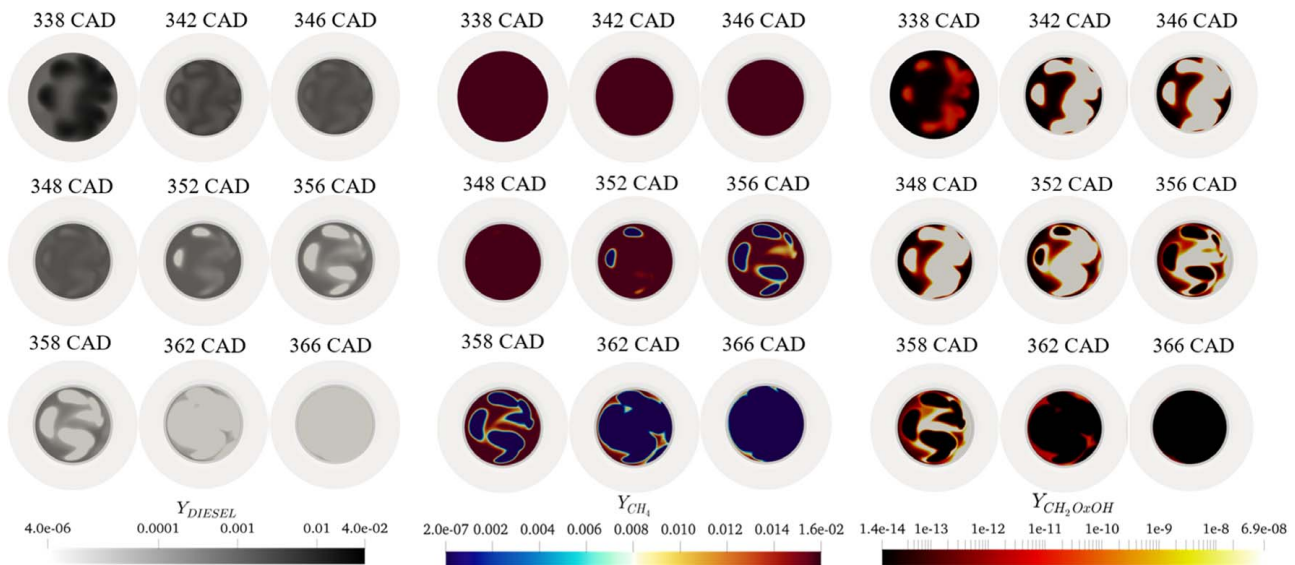 338 CAD 342 CAD 346 CAD 338 CAD 342 CAD 346 CAD 338 CAD 342 CAD 346 CAD
348 CAD 352 CAD 356 CAD 348 CAD 352 CAD 356 CAD 348 CAD 352 CAD 356 CAD
358 CAD 362 CAD 366 CAD 358 CAD 362 CAD 366 CAD 358 CAD 362 CAD 366 CAD
Y_DIESEL Y_CH₄ Y_CH₂OxOH
4.0e-06 0.0001 0.001 0.01 4.0e-02 2.0e-07 0.002 0.004 0.006 0.008 0.010 0.012 0.014 1.6e-02 1.4e-14 1e-13 1e-12 1e-11 1e-10 1e-9 1e-8 6.9e-08